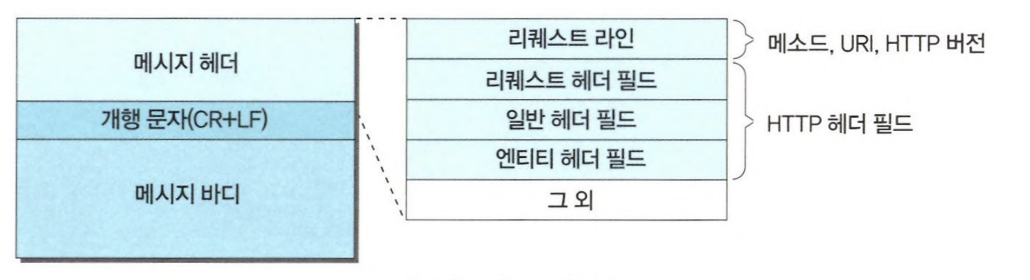 메시지 헤더
개행 문자(CR+LF)
메시지 바디
리퀘스트 라인
리퀘스트 헤더 필드
일반 헤더 필드
엔티티 헤더 필드
그 외
메소드, URI, HTTP 버전
HTTP 헤더 필드